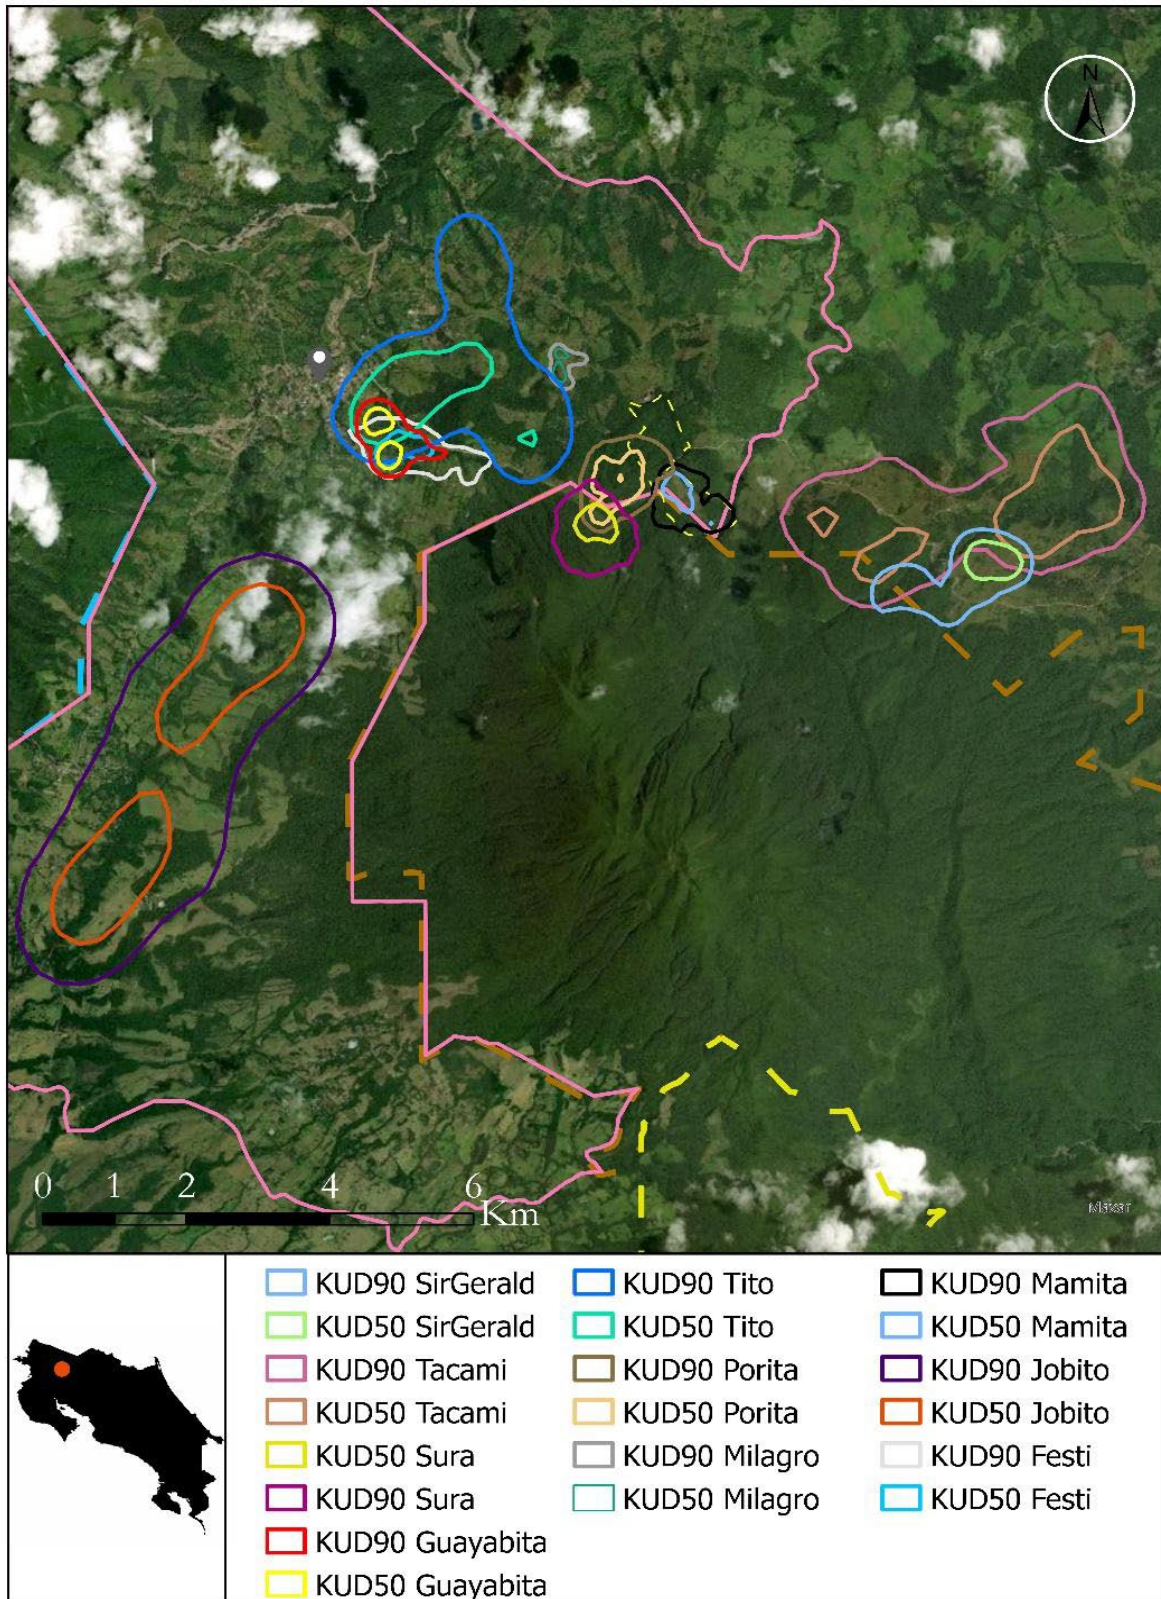 N
0 1 2 4 6
Km
Maxar
KUD90 SirGerald
KUD50 SirGerald
KUD90 Tacami
KUD50 Tacami
KUD50 Sura
KUD90 Sura
KUD90 Guayabita
KUD50 Guayabita
KUD90 Tito
KUD50 Tito
KUD90 Porita
KUD50 Porita
KUD90 Milagro
KUD50 Milagro
KUD90 Mamita
KUD50 Mamita
KUD90 Jobito
KUD50 Jobito
KUD90 Festi
KUD50 Festi